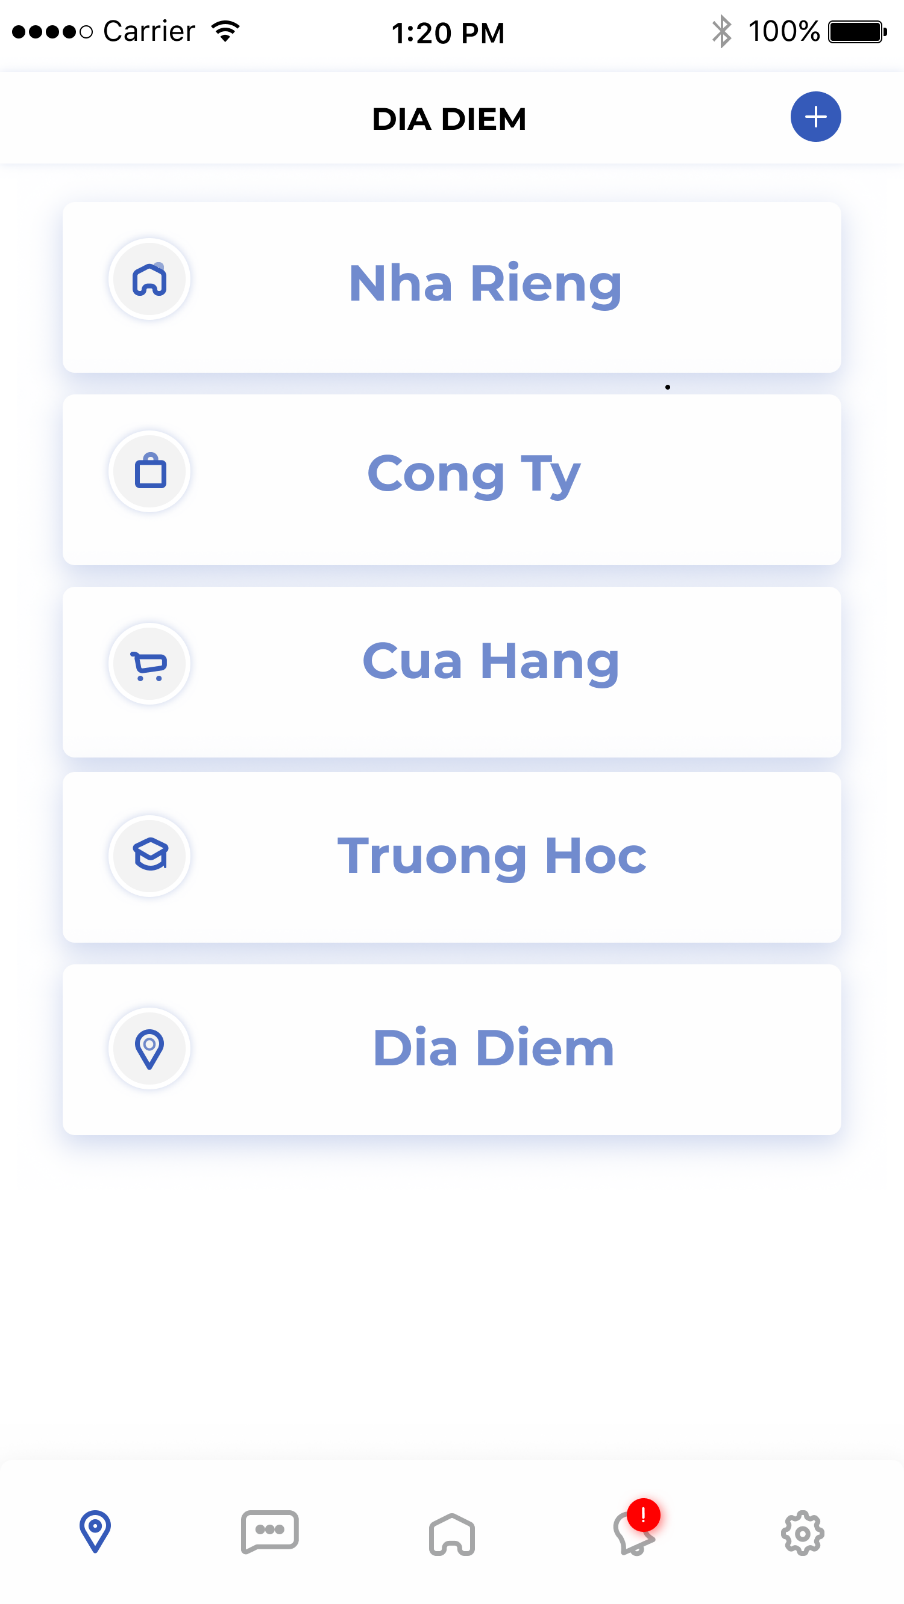 Carrier 1:20 PM 100%
DIA DIEM
Nha Rieng
Cong Ty
Cua Hang
Truong Hoc
Dia Diem
!